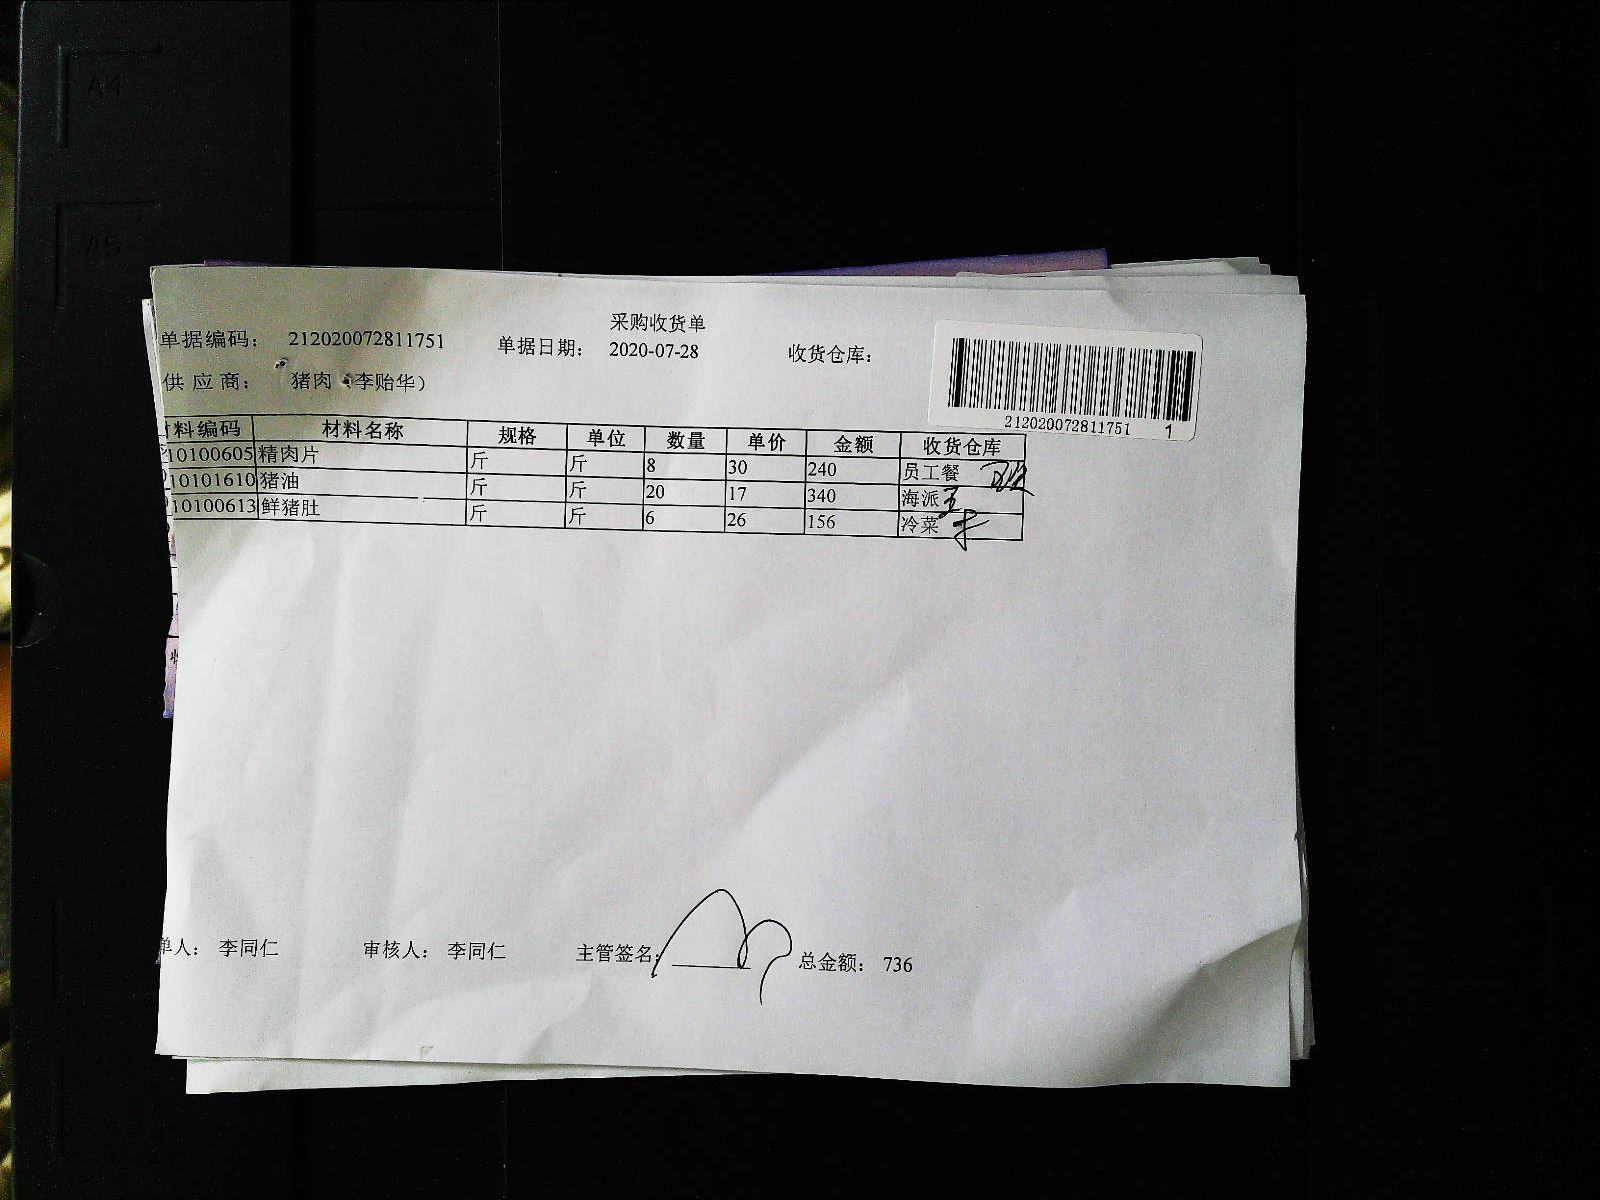 采购收货单
单据编码： 212020072811751 单据日期： 2020-07-28 收货仓库：
供应商： 猪肉（李贻华）
212020072811751 1
材料编码 材料名称 规格 单位 数量 单价 金额 收货仓库
10100605 精肉片 斤 斤 8 30 240 员工餐
10101610 猪油 斤 斤 20 17 340 海派
10100613 鲜猪肚 斤 斤 6 26 156 冷菜
单人： 李同仁 审核人： 李同仁 主管签名： 总金额： 736